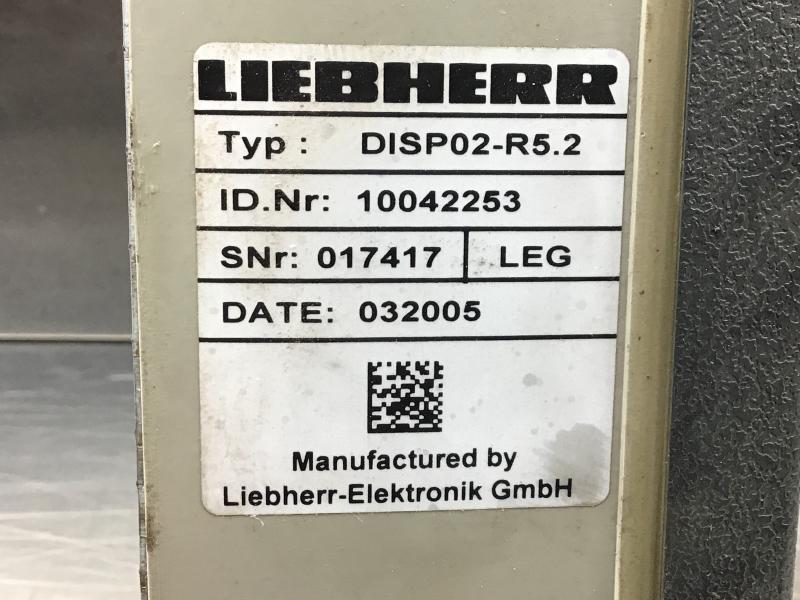 LIEBHERR
Typ : DISP02-R5.2
ID.Nr: 10042253
SNr: 017417 LEG
DATE: 032005
Manufactured by
Liebherr-Elektronik GmbH